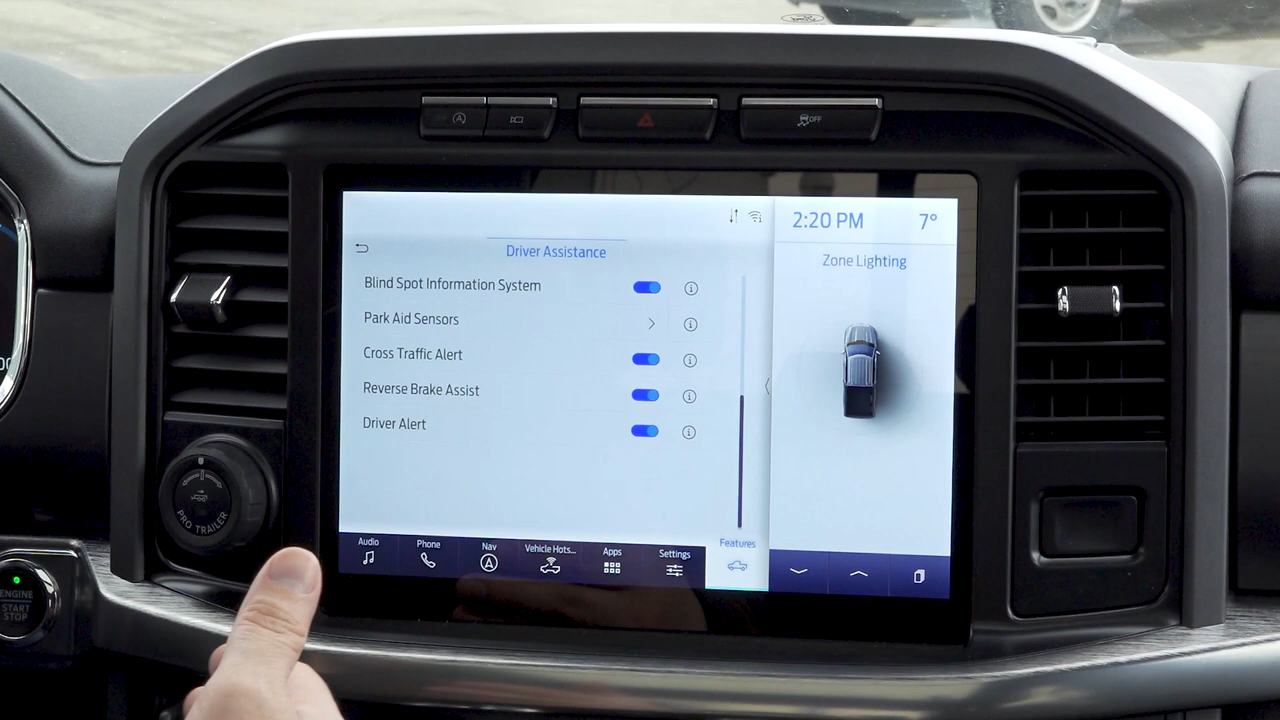 OFF
2:20 PM 7°
Driver Assistance
Zone Lighting
Blind Spot Information System
Park Aid Sensors
Cross Traffic Alert
Reverse Brake Assist
Driver Alert
PRO TRAILER
Audio
Phone
Nav
Vehicle Hots...
Apps
Settings
Features
ENGINE
START
STOP